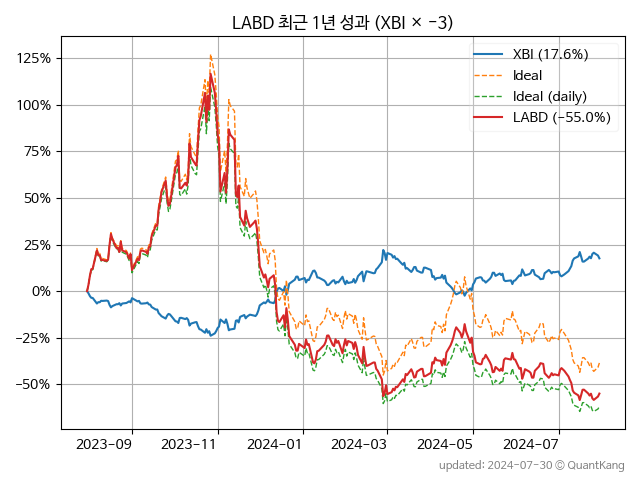 LABD 최근 1년 성과 (XBI × −3)
XBI (17.6%)
Ideal
Ideal (daily)
LABD (−55.0%)
125%
100%
75%
50%
25%
0%
−25%
−50%
2023−09 2023−11 2024−01 2024−03 2024−05 2024−07
updated: 2024−07−30 © QuantKang